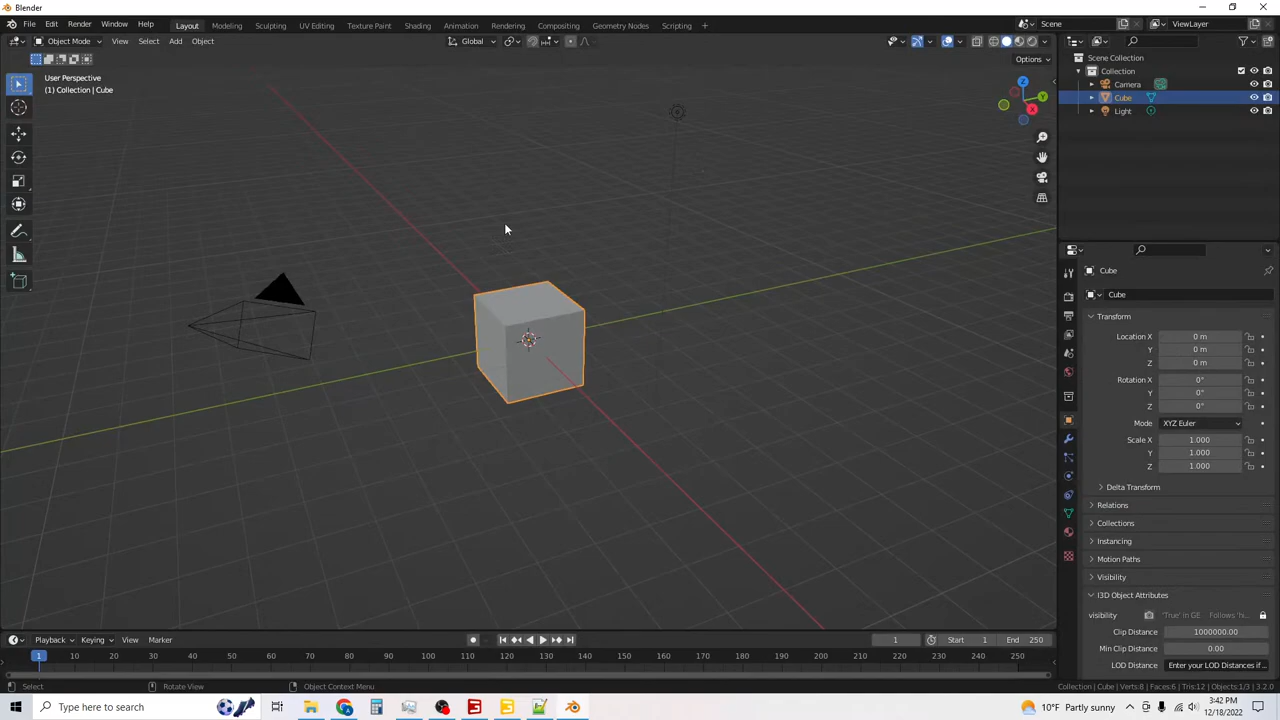 Blender
File Edit Render Window Help Layout Modeling Sculpting UV Editing Texture Paint Shading Animation Rendering Compositing Geometry Nodes Scripting + Scene ViewLayer
Object Mode View Select Add Object Global
Options
User Perspective
(1) Collection | Cube
Z
Y
X
Scene Collection
Collection
Camera
Cube
Light
Cube
Cube
Transform
Location X 0 m
Y 0 m
Z 0 m
Rotation X 0°
Y 0°
Z 0°
Mode XYZ Euler
Scale X 1.000
Y 1.000
Z 1.000
Delta Transform
Relations
Collections
Instancing
Motion Paths
Visibility
I3D Object Attributes
visibility 'True' in GE Follows 'hi...
Clip Distance 1000000.00
Min Clip Distance 0.00
LOD Distance Enter your LOD Distances if ...
Playback Keying View Marker 1 Start 1 End 250
1 10 20 30 40 50 60 70 80 90 100 110 120 130 140 150 160 170 180 190 200 210 220 230 240 250
Select Rotate View Object Context Menu Collection | Cube | Verts:8 | Faces:6 | Tris:12 | Objects:1/3 | 3.2.0
Type here to search 10°F Partly sunny 3:42 PM
12/18/2022